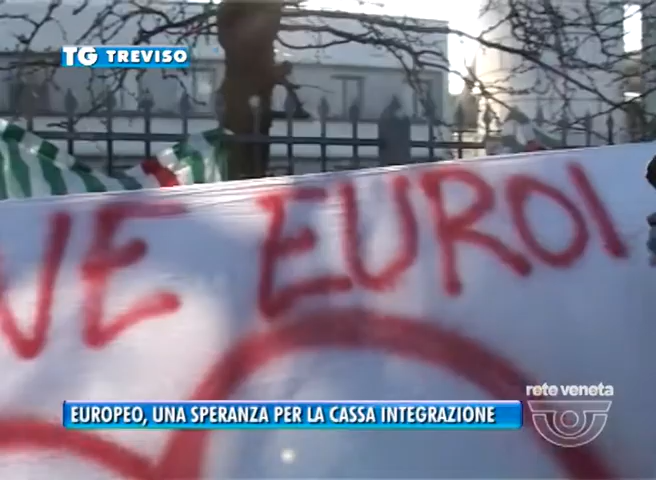 TG TREVISO
VE EUROI
EUROPEO, UNA SPERANZA PER LA CASSA INTEGRAZIONE
rete veneta